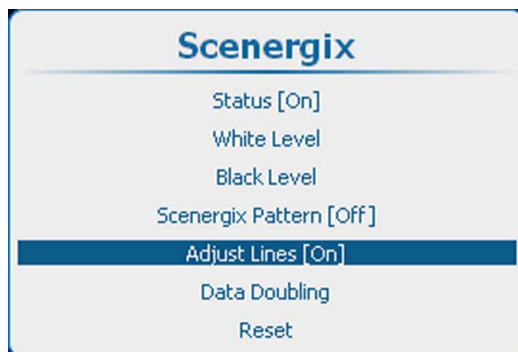 Scenergix
Status [On]
White Level
Black Level
Scenergix Pattern [Off]
Adjust Lines [On]
Data Doubling
Reset